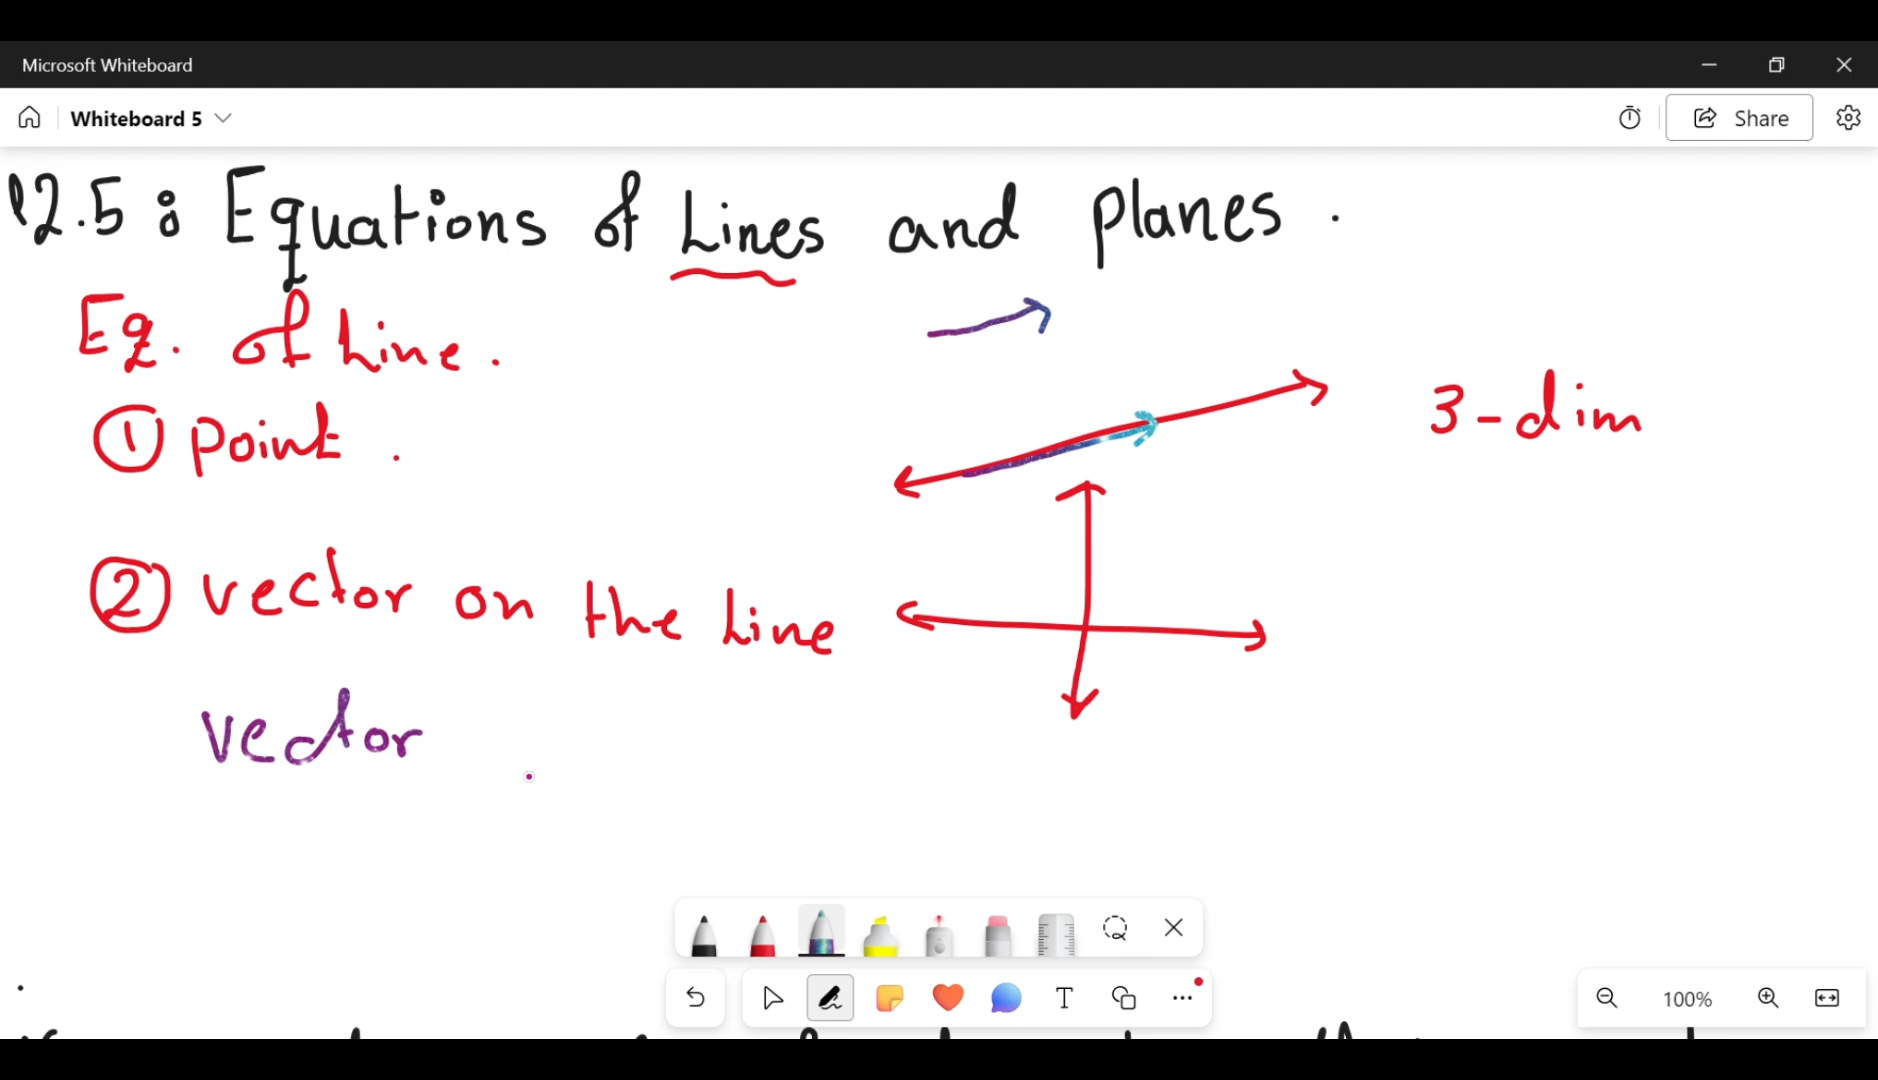 Microsoft Whiteboard
Whiteboard 5
Share
12.5 : Equations of Lines and Planes.
Eq. of Line.
① Point.
3-dim
② vector on the Line
vector
T
100%